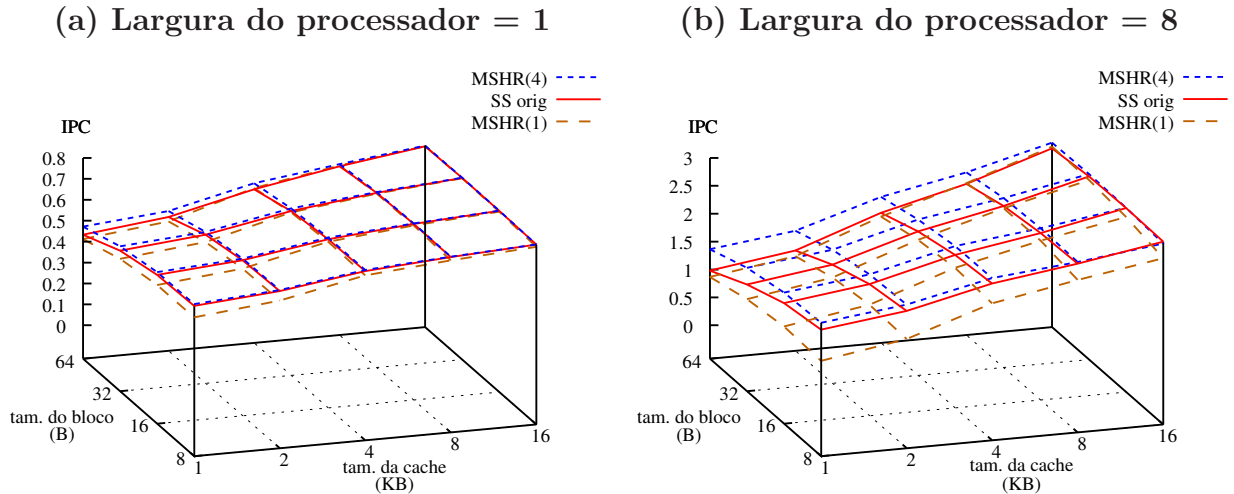 (a) Largura do processador = 1
MSHR(4)
SS orig
MSHR(1)
IPC
0.8
0.7
0.6
0.5
0.4
0.3
0.2
0.1
0
64
32
16
8
tam. do bloco
(B)
1
2
4
8
16
tam. da cache
(KB)
(b) Largura do processador = 8
MSHR(4)
SS orig
MSHR(1)
IPC
3
2.5
2
1.5
1
0.5
0
64
32
16
8
tam. do bloco
(B)
1
2
4
8
16
tam. da cache
(KB)